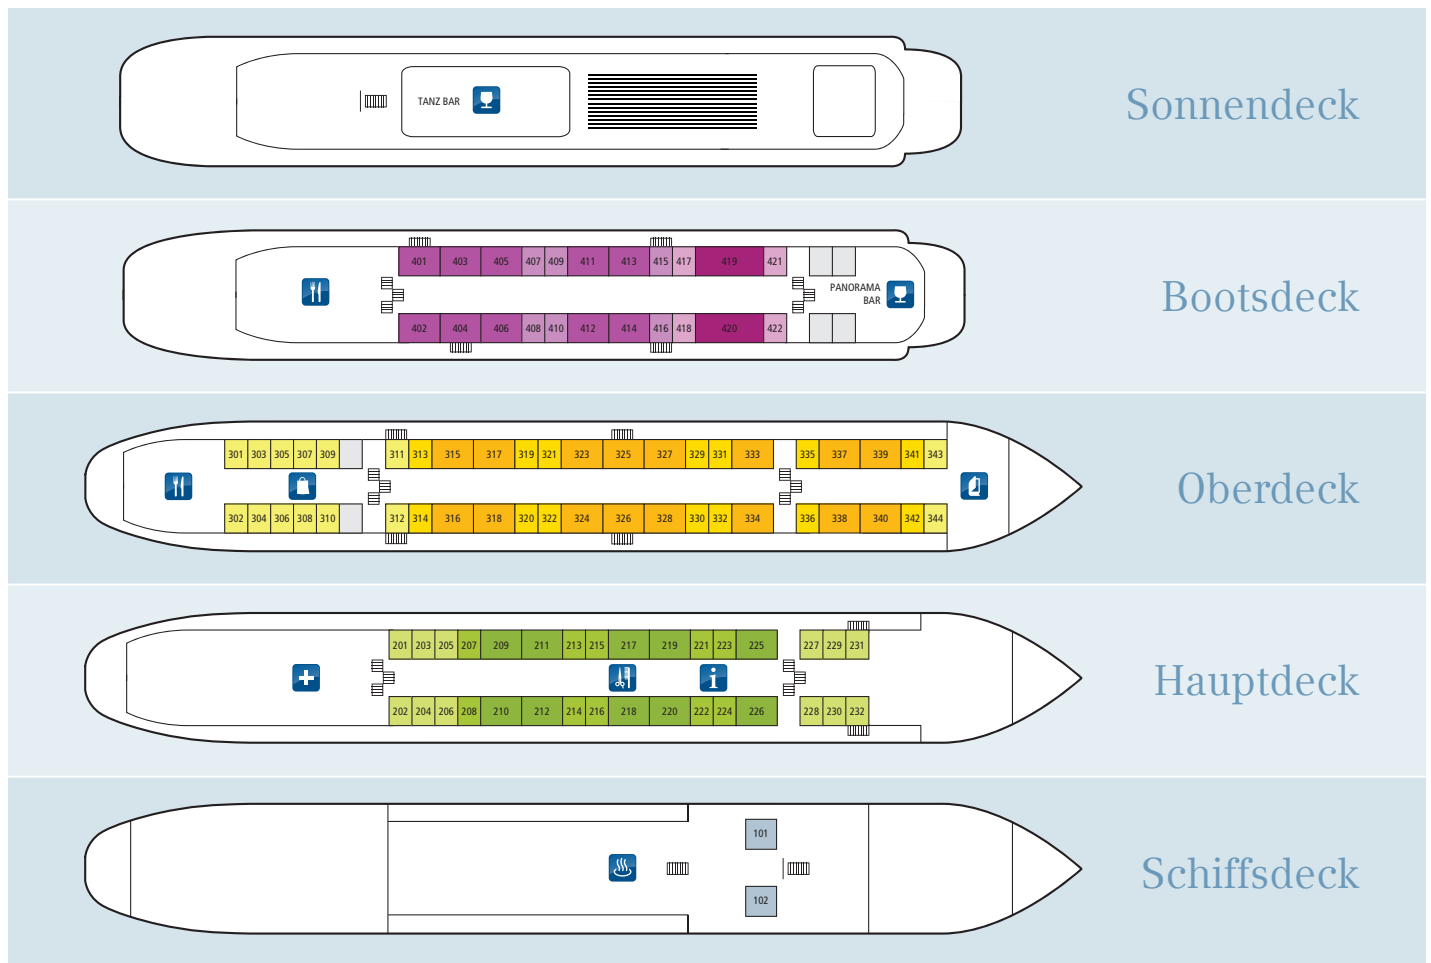 TANZ BAR
Sonnendeck
401 403 405 407 409 411 413 415 417 419 421
PANORAMA
BAR
402 404 406 408 410 412 414 416 418 420 422
Bootsdeck
301 303 305 307 309 311 313 315 317 319 321 323 325 327 329 331 333 335 337 339 341 343
302 304 306 308 310 312 314 316 318 320 322 324 326 328 330 332 334 336 338 340 342 344
Oberdeck
201 203 205 207 209 211 213 215 217 219 221 223 225 227 229 231
i
202 204 206 208 210 212 214 216 218 220 222 224 226 228 230 232
Hauptdeck
101
102
Schiffsdeck